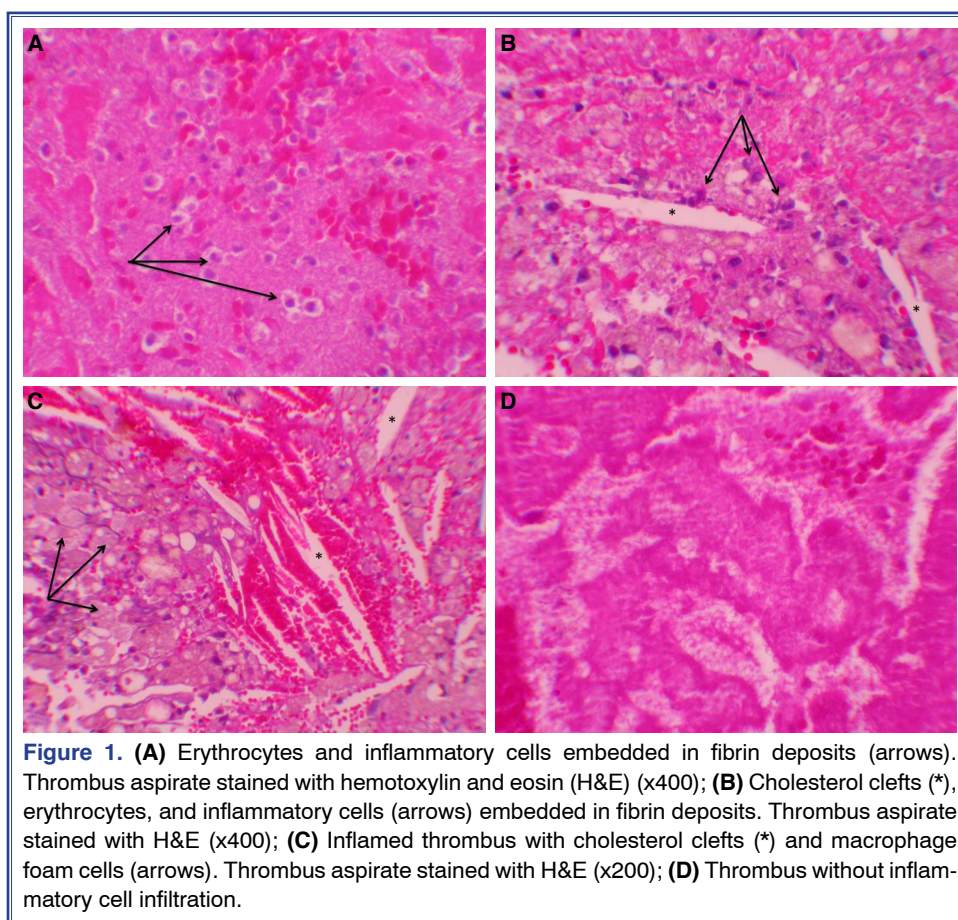 A
B
*
*
C
*
*
D
Figure 1. (A) Erythrocytes and inflammatory cells embedded in fibrin deposits (arrows).
Thrombus aspirate stained with hemotoxylin and eosin (H&E) (x400); (B) Cholesterol clefts (*),
erythrocytes, and inflammatory cells (arrows) embedded in fibrin deposits. Thrombus aspirate
stained with H&E (x400); (C) Inflamed thrombus with cholesterol clefts (*) and macrophage
foam cells (arrows). Thrombus aspirate stained with H&E (x200); (D) Thrombus without inflam-
matory cell infiltration.